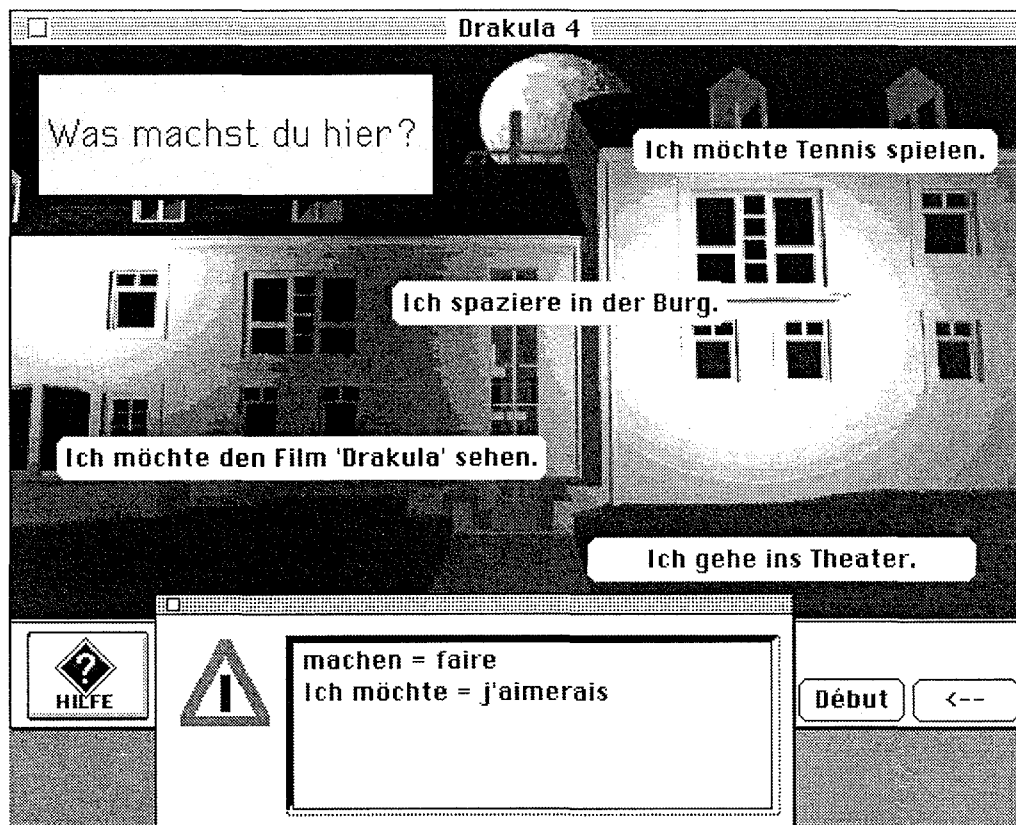 Drakula 4
Was machst du hier?
Ich möchte Tennis spielen.
Ich spaziere in der Burg.
Ich möchte den Film 'Drakula' sehen.
Ich gehe ins Theater.
machen = faire
Ich möchte = j'aimerais
?
HILFE
Début
<--